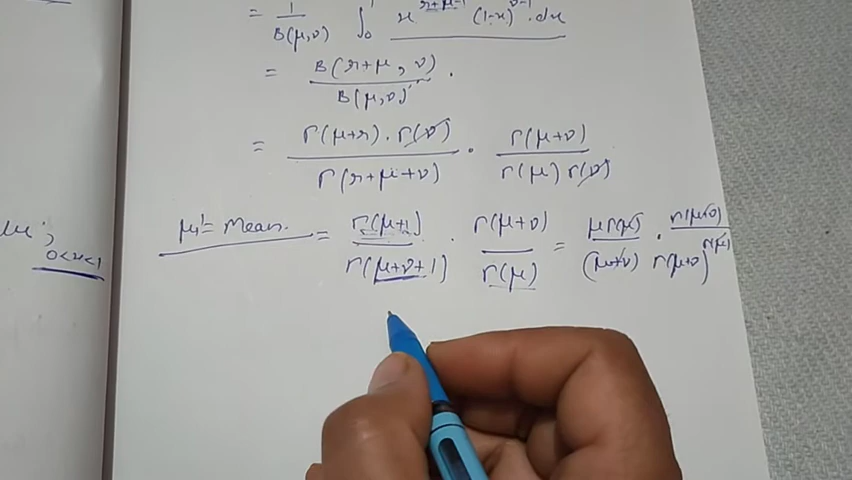 = 1/B(μ,ν) ∫₀¹ x^(r+μ-1) (1-x)^(ν-1) . dx
= B(r+μ, ν)/B(μ,ν) .
= Γ(μ+r) . Γ(ν)/Γ(r+μ+ν) . Γ(μ+ν)/Γ(μ) Γ(ν)
0<x<1
μ₁' = Mean. = Γ(μ+1)/Γ(μ+ν+1) . Γ(μ+ν)/Γ(μ) = μΓ(μ)/(μ+ν) Γ(μ+ν) . Γ(μ+ν)/Γ(μ)